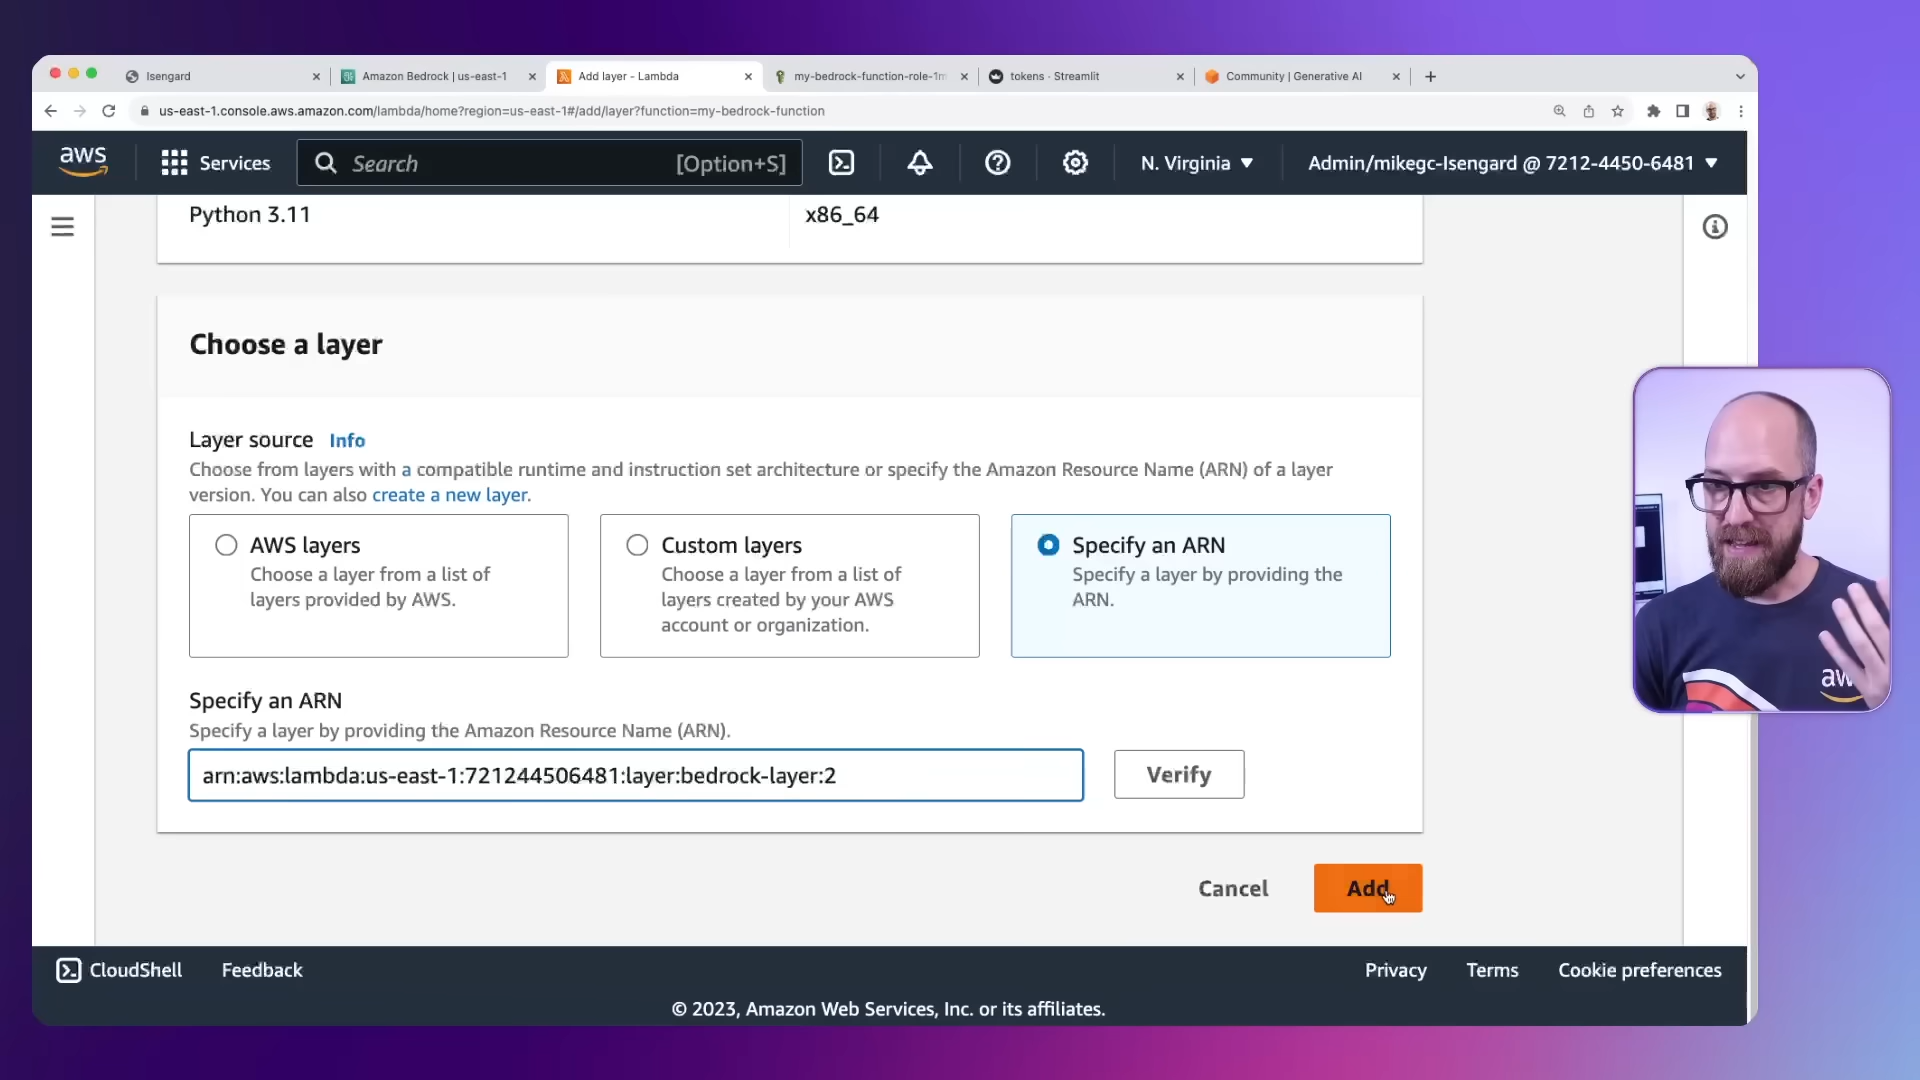 Isengard
Amazon Bedrock | us-east-1
Add layer - Lambda
my-bedrock-function-role-1m
tokens · Streamlit
Community | Generative AI
us-east-1.console.aws.amazon.com/lambda/home?region=us-east-1#/add/layer?function=my-bedrock-function
aws
Services
Search
[Option+S]
N. Virginia
Admin/mikegc-Isengard @ 7212-4450-6481
Python 3.11
x86_64
Choose a layer
Layer source Info
Choose from layers with a compatible runtime and instruction set architecture or specify the Amazon Resource Name (ARN) of a layer
version. You can also create a new layer.
AWS layers
Choose a layer from a list of
layers provided by AWS.
Custom layers
Choose a layer from a list of
layers created by your AWS
account or organization.
Specify an ARN
Specify a layer by providing the
ARN.
Specify an ARN
Specify a layer by providing the Amazon Resource Name (ARN).
arn:aws:lambda:us-east-1:721244506481:layer:bedrock-layer:2
Verify
Cancel
Add
CloudShell
Feedback
Privacy
Terms
Cookie preferences
© 2023, Amazon Web Services, Inc. or its affiliates.